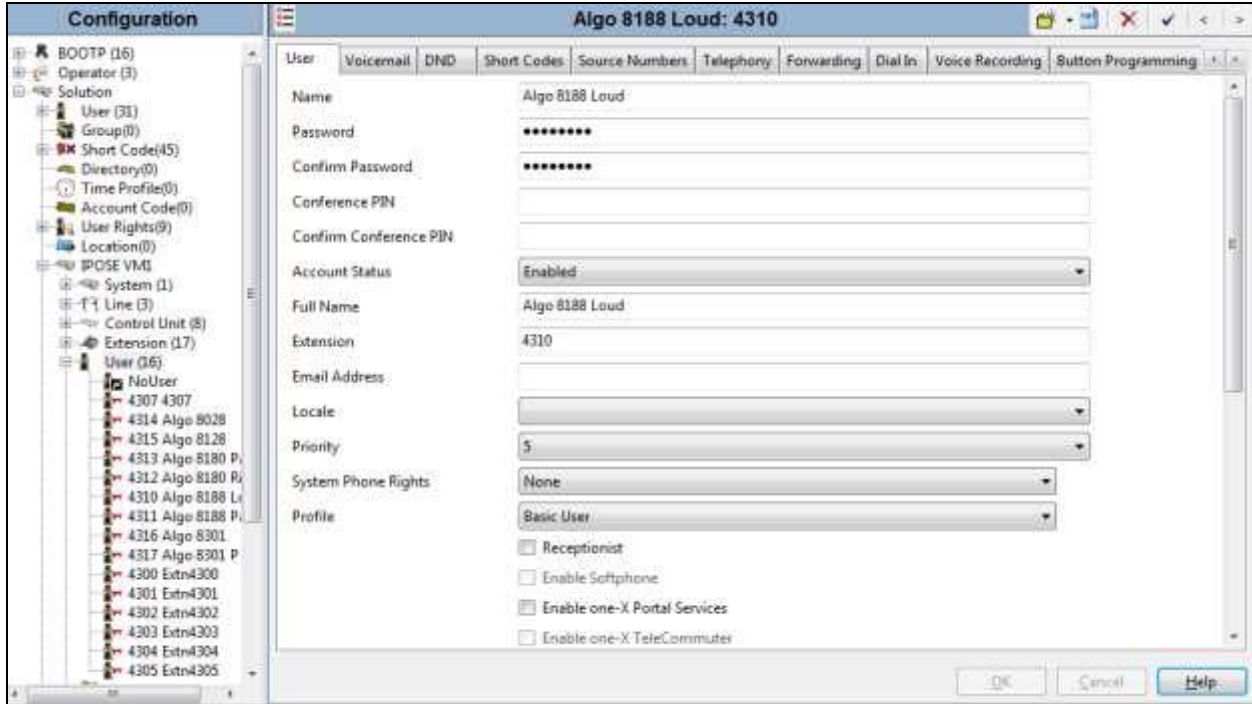 Configuration
BOOTP (16)
Operator (3)
Solution
User (31)
Group(0)
Short Code(45)
Directory(0)
Time Profile(0)
Account Code(0)
User Rights(9)
Location(0)
IPOSE VM1
System (1)
Line (3)
Control Unit (8)
Extension (17)
User (16)
NoUser
4307 4307
4314 Algo 8028
4315 Algo 8128
4313 Algo 8180 P
4312 Algo 8180 R
4310 Algo 8188 L
4311 Algo 8188 P
4316 Algo 8301
4317 Algo 8301 P
4300 Extn4300
4301 Extn4301
4302 Extn4302
4303 Extn4303
4304 Extn4304
4305 Extn4305
Algo 8188 Loud: 4310
User Voicemail DND Short Codes Source Numbers Telephony Forwarding Dial In Voice Recording Button Programming
Name Algo 8188 Loud
Password ••••••••
Confirm Password ••••••••
Conference PIN
Confirm Conference PIN
Account Status Enabled
Full Name Algo 8188 Loud
Extension 4310
Email Address
Locale
Priority 5
System Phone Rights None
Profile Basic User
Receptionist
Enable Softphone
Enable one-X Portal Services
Enable one-X TeleCommuter
OK Cancel Help